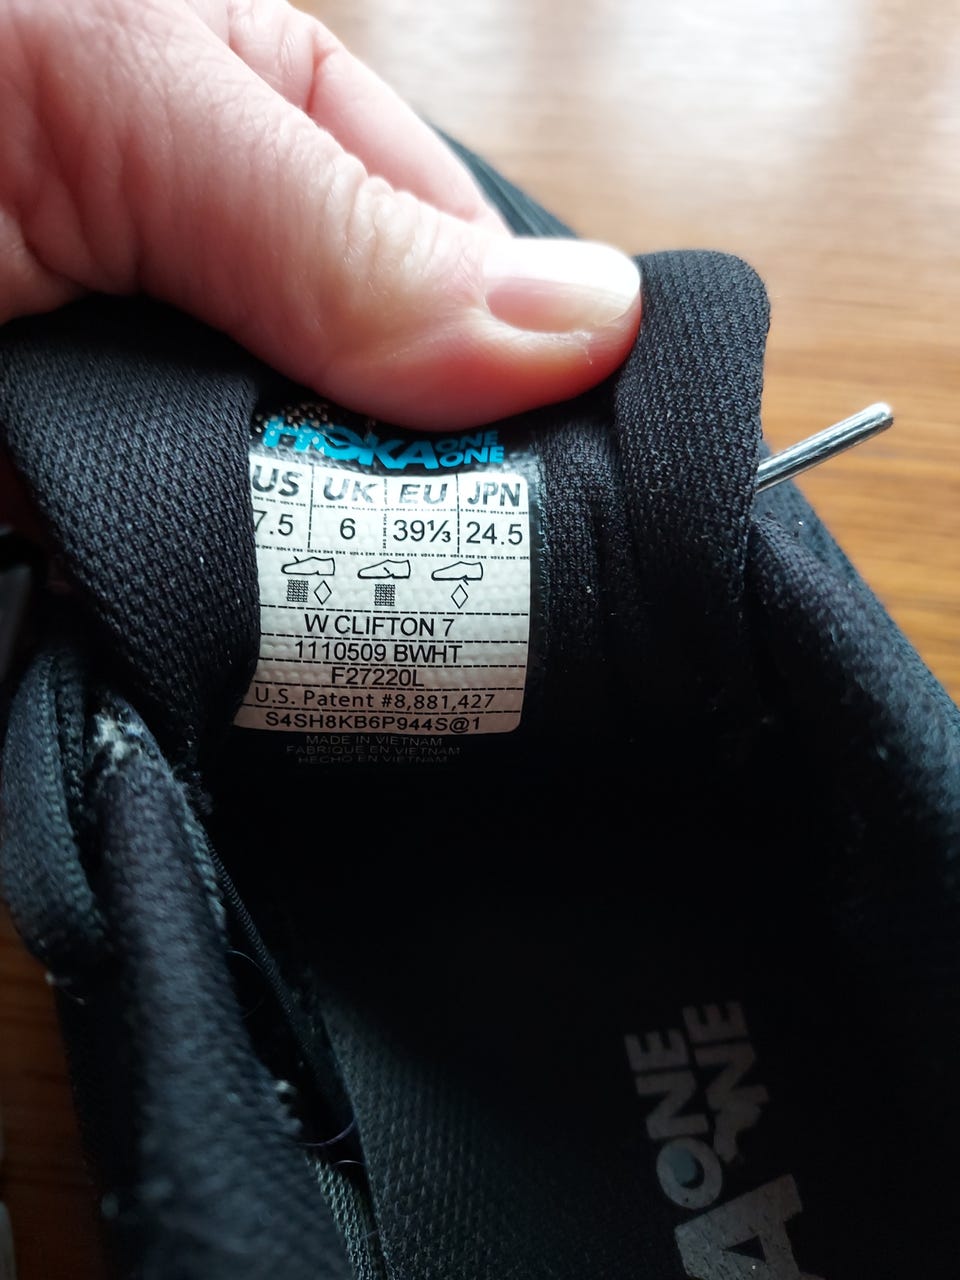 HOKA ONE ONE
US UK EU JPN
7.5 6 39⅓ 24.5
W CLIFTON 7
1110509 BWHT
F27220L
U.S. Patent #8,881,427
S4SH8KB6P944S@1
MADE IN VIETNAM
FABRIQUE EN VIETNAM
HECHO EN VIETNAM
ONE
ONE
A